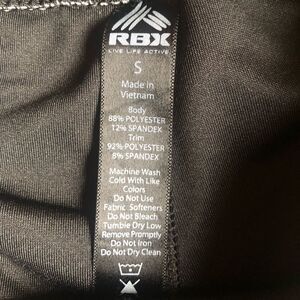 RBX
LIVE LIFE ACTIVE
S
Made in
Vietnam
Body
88% POLYESTER
12% SPANDEX
Trim
92% POLYESTER
8% SPANDEX
Machine Wash
Cold With Like
Colors
Do Not Use
Fabric Softeners
Do Not Bleach
Tumble Dry Low
Remove Promptly
Do Not Iron
Do Not Dry Clean